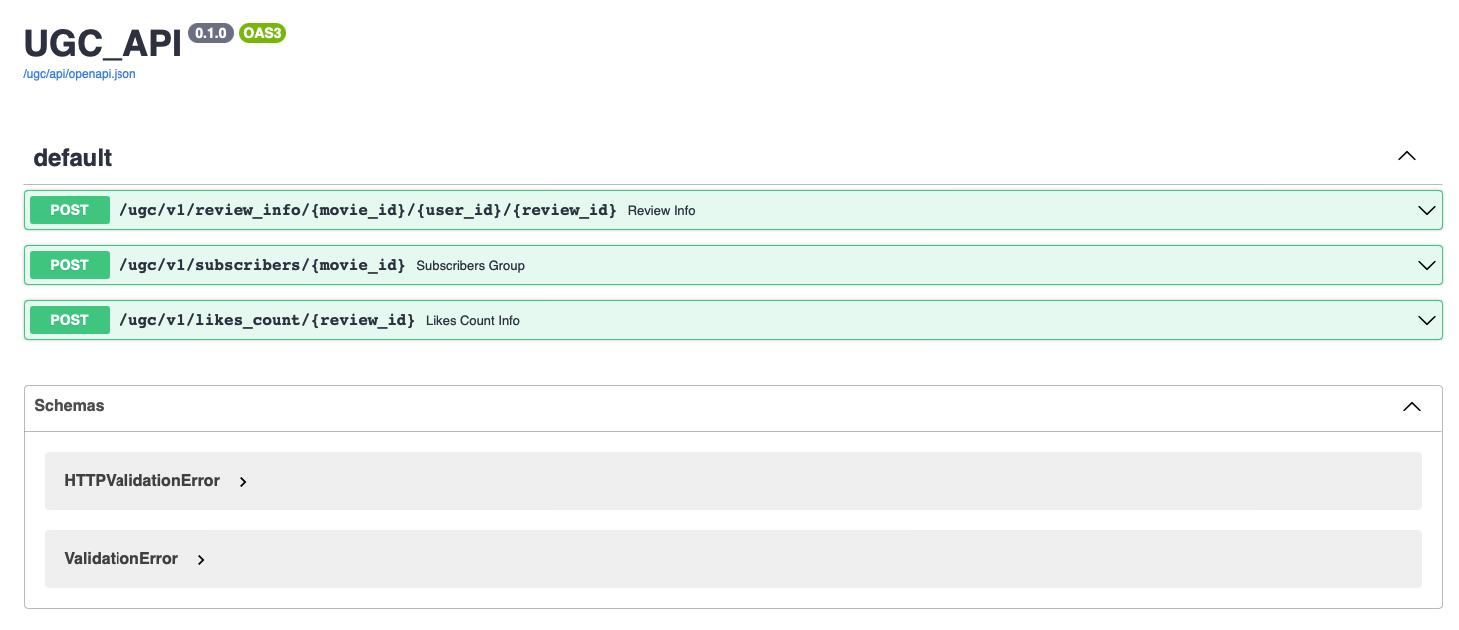 UGC_API 0.1.0 OAS3
/ugc/api/openapi.json
default
POST /ugc/v1/review_info/{movie_id}/{user_id}/{review_id} Review Info
POST /ugc/v1/subscribers/{movie_id} Subscribers Group
POST /ugc/v1/likes_count/{review_id} Likes Count Info
Schemas
HTTPValidationError
ValidationError